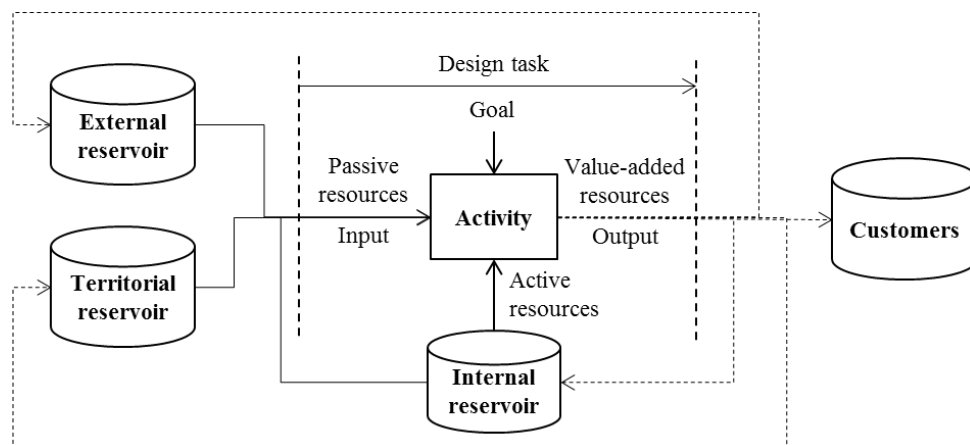 Design task
Goal
External
reservoir
Passive
resources
Value-added
resources
Activity
Customers
Input
Output
Territorial
reservoir
Active
resources
Internal
reservoir